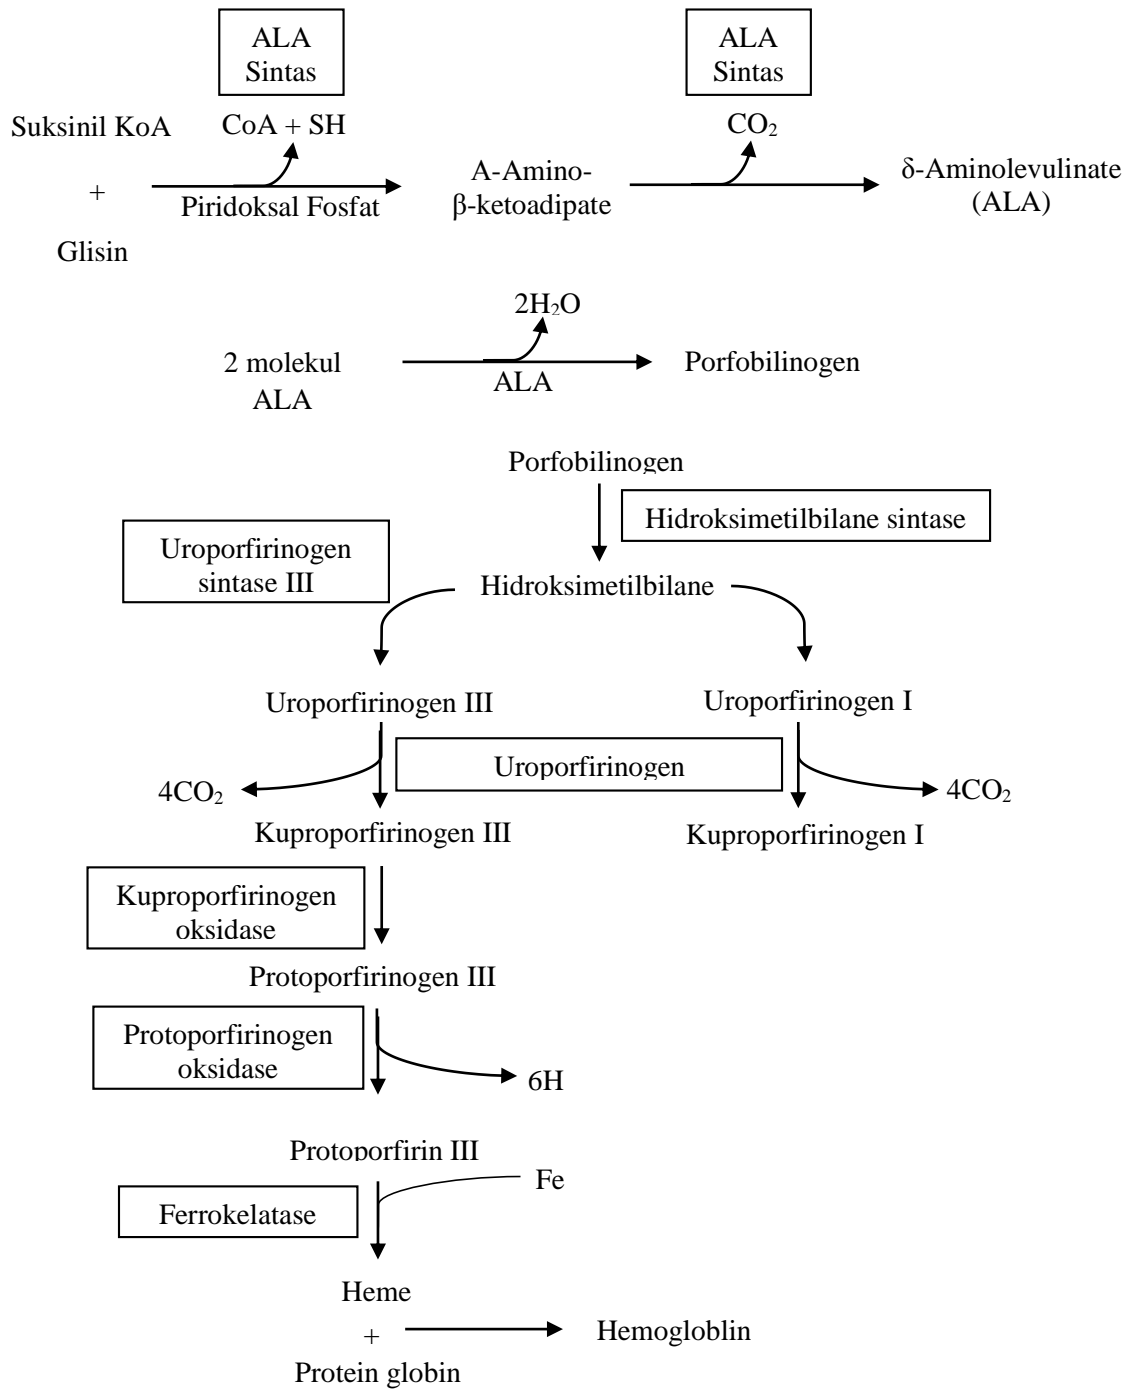 ALA
Sintas
ALA
Sintas
Suksinil KoA
CoA + SH
CO₂
+
Piridoksal Fosfat
A-Amino-
β-ketoadipate
δ-Aminolevulinate
(ALA)
Glisin
2H₂O
2 molekul
ALA
ALA
Porfobilinogen
Porfobilinogen
Hidroksimetilbilane sintase
Uroporfirinogen
sintase III
Hidroksimetilbilane
Uroporfirinogen III
Uroporfirinogen I
Uroporfirinogen
4CO₂
4CO₂
Kuproporfirinogen III
Kuproporfirinogen I
Kuproporfirinogen
oksidase
Protoporfirinogen III
Protoporfirinogen
oksidase
6H
Protoporfirin III
Fe
Ferrokelatase
Heme
+
Hemogloblin
Protein globin